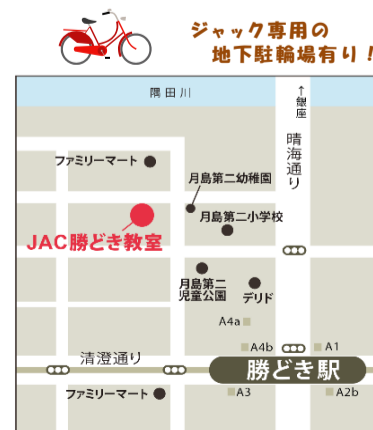 ジャック専用の
地下駐輪場有り！
隅田川
↑銀座
晴海通り
ファミリーマート
月島第二幼稚園
月島第二小学校
JAC勝どき教室
月島第二
児童公園
デリド
A4a
A4b
A1
清澄通り
勝どき駅
ファミリーマート
A3
A2b